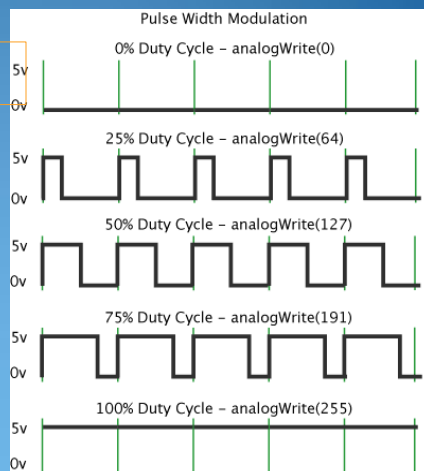 Pulse Width Modulation
0% Duty Cycle – analogWrite(0)
5v
0v
25% Duty Cycle – analogWrite(64)
5v
0v
50% Duty Cycle – analogWrite(127)
5v
0v
75% Duty Cycle – analogWrite(191)
5v
0v
100% Duty Cycle – analogWrite(255)
5v
0v